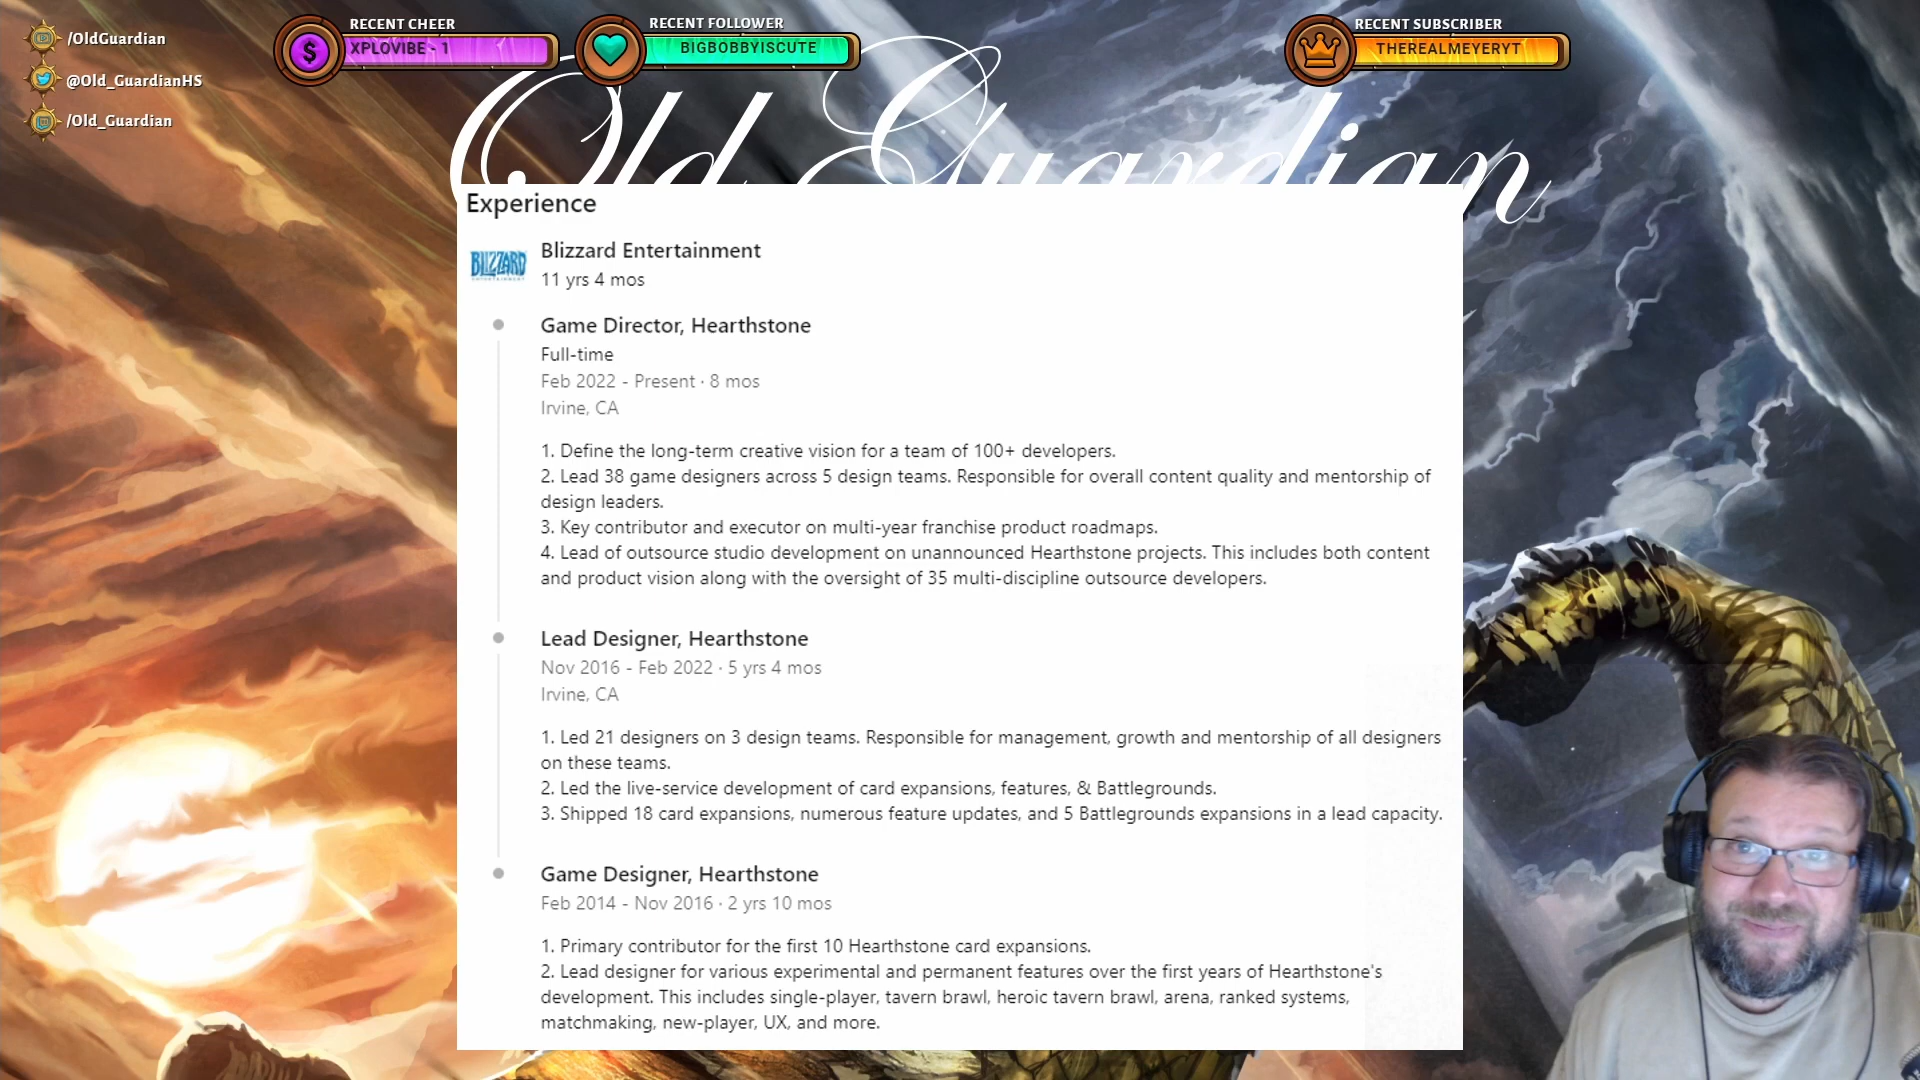 /OldGuardian
@Old_GuardianHS
/Old_Guardian
RECENT CHEER
XPLOVIBE - 1
RECENT FOLLOWER
BIGBOBBYISCUTE
RECENT SUBSCRIBER
THEREALMEYERYT
Old Guardian
Experience
BLIZZARD
ENTERTAINMENT
Blizzard Entertainment
11 yrs 4 mos
Game Director, Hearthstone
Full-time
Feb 2022 - Present · 8 mos
Irvine, CA
1. Define the long-term creative vision for a team of 100+ developers.
2. Lead 38 game designers across 5 design teams. Responsible for overall content quality and mentorship of
design leaders.
3. Key contributor and executor on multi-year franchise product roadmaps.
4. Lead of outsource studio development on unannounced Hearthstone projects. This includes both content
and product vision along with the oversight of 35 multi-discipline outsource developers.
Lead Designer, Hearthstone
Nov 2016 - Feb 2022 · 5 yrs 4 mos
Irvine, CA
1. Led 21 designers on 3 design teams. Responsible for management, growth and mentorship of all designers
on these teams.
2. Led the live-service development of card expansions, features, & Battlegrounds.
3. Shipped 18 card expansions, numerous feature updates, and 5 Battlegrounds expansions in a lead capacity.
Game Designer, Hearthstone
Feb 2014 - Nov 2016 · 2 yrs 10 mos
1. Primary contributor for the first 10 Hearthstone card expansions.
2. Lead designer for various experimental and permanent features over the first years of Hearthstone's
development. This includes single-player, tavern brawl, heroic tavern brawl, arena, ranked systems,
matchmaking, new-player, UX, and more.